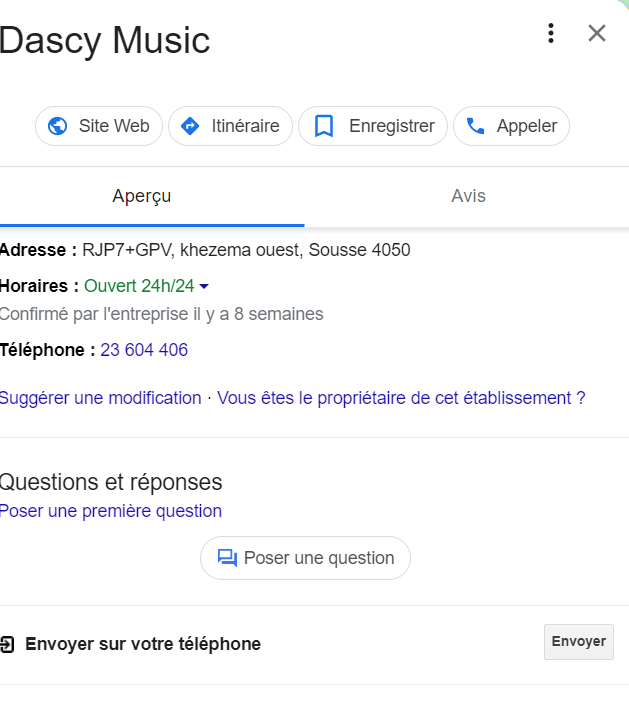 Dascy Music
Site Web Itinéraire Enregistrer Appeler
Aperçu Avis
Adresse : RJP7+GPV, khezema ouest, Sousse 4050
Horaires : Ouvert 24h/24
Confirmé par l'entreprise il y a 8 semaines
Téléphone : 23 604 406
Suggérer une modification · Vous êtes le propriétaire de cet établissement ?
Questions et réponses
Poser une première question
Poser une question
Envoyer sur votre téléphone Envoyer